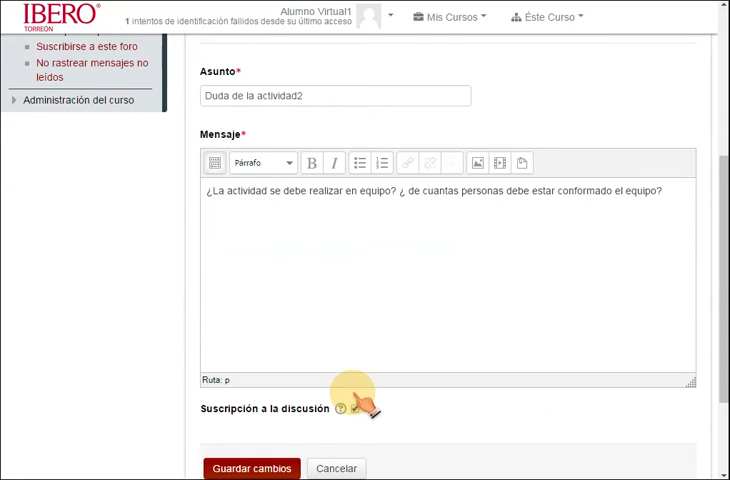 IBERO®
TORREÓN
Alumno Virtual1
1 intentos de identificación fallidos desde su último acceso
Mis Cursos
Éste Curso
Suscribirse a este foro
No rastrear mensajes no
leídos
Administración del curso
Asunto*
Duda de la actividad2
Mensaje*
Párrafo
B I
¿La actividad se debe realizar en equipo? ¿ de cuantas personas debe estar conformado el equipo?
Ruta: p
Suscripción a la discusión ?
Guardar cambios
Cancelar